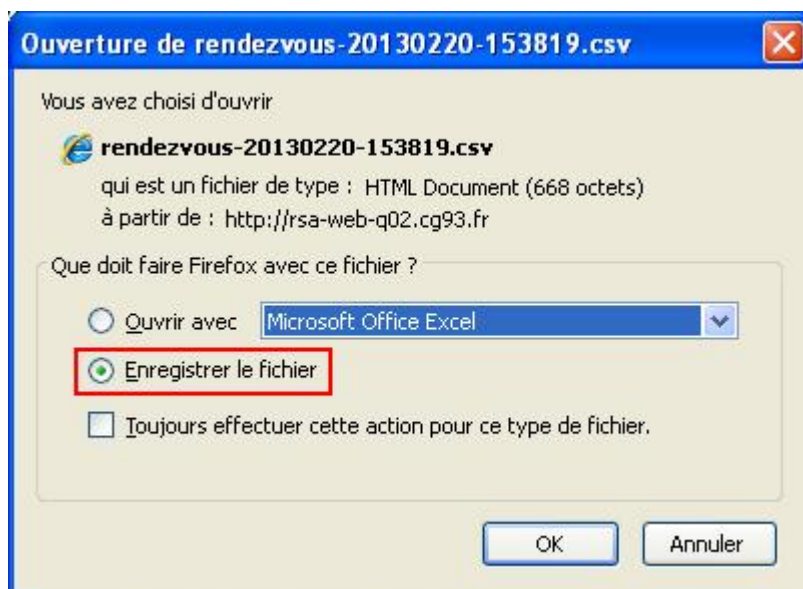 Ouverture de rendezvous-20130220-153819.csv
Vous avez choisi d'ouvrir
rendezvous-20130220-153819.csv
qui est un fichier de type : HTML Document (668 octets)
à partir de : http://rsa-web-q02.cg93.fr
Que doit faire Firefox avec ce fichier ?
Ouvrir avec Microsoft Office Excel
Enregistrer le fichier
Toujours effectuer cette action pour ce type de fichier.
OK Annuler